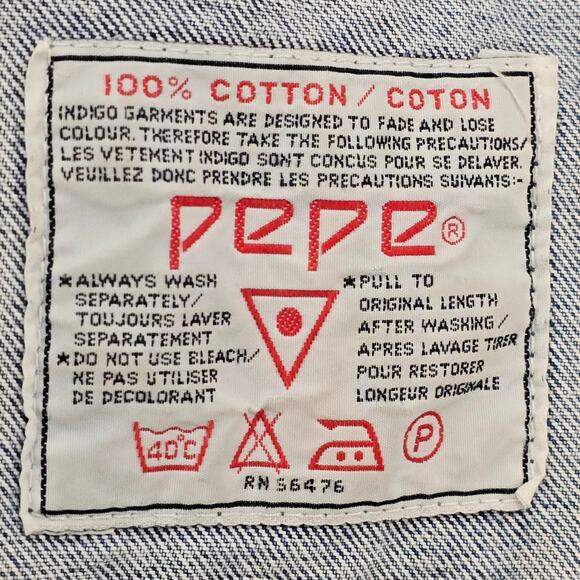 100% COTTON / COTON
INDIGO GARMENTS ARE DESIGNED TO FADE AND LOSE
COLOUR. THEREFORE TAKE THE FOLLOWING PRECAUTIONS/
LES VETEMENT INDIGO SONT CONCUS POUR SE DELAVER.
VEUILLEZ DONC PRENDRE LES PRECAUTIONS SUIVANTS:-
pepe®
*ALWAYS WASH
SEPARATELY/
TOUJOURS LAVER
SEPARATEMENT
*DO NOT USE BLEACH/
NE PAS UTILISER
DE DECOLORANT
*PULL TO
ORIGINAL LENGTH
AFTER WASHING/
APRES LAVAGE TIRER
POUR RESTORER
LONGEUR ORIGINALE
40°C
P
RN 56476